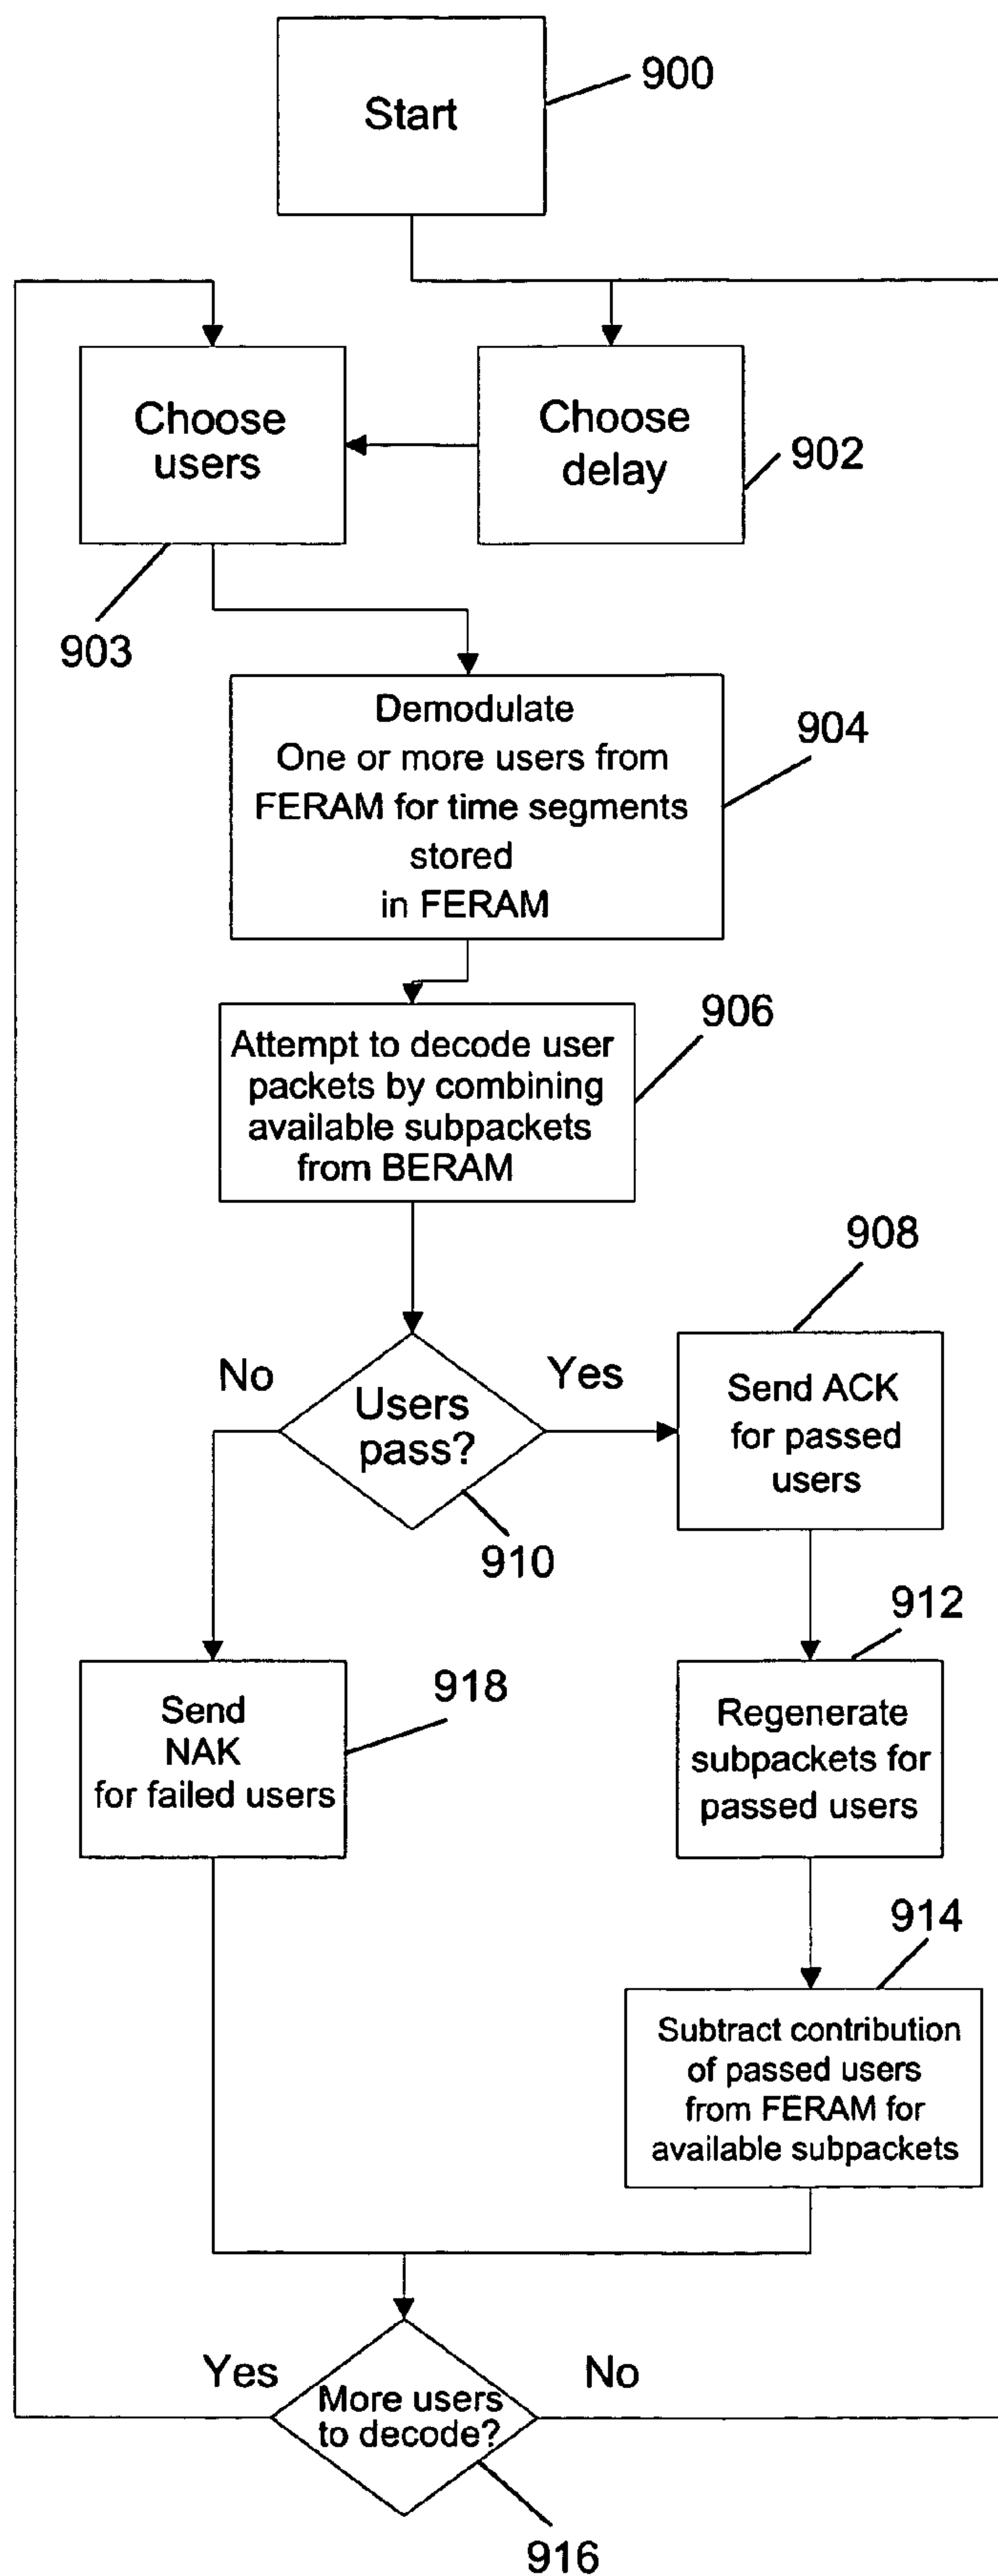 Start
900
Choose
users
Choose
delay
902
903
Demodulate
One or more users from
FERAM for time segments
stored
in FERAM
904
906
Attempt to decode user
packets by combining
available subpackets
from BERAM
908
No
Yes
Users
pass?
Send ACK
for passed
users
910
912
918
Send
NAK
for failed users
Regenerate
subpackets for
passed users
914
Subtract contribution
of passed users
from FERAM for
available subpackets
Yes
No
More users
to decode?
916